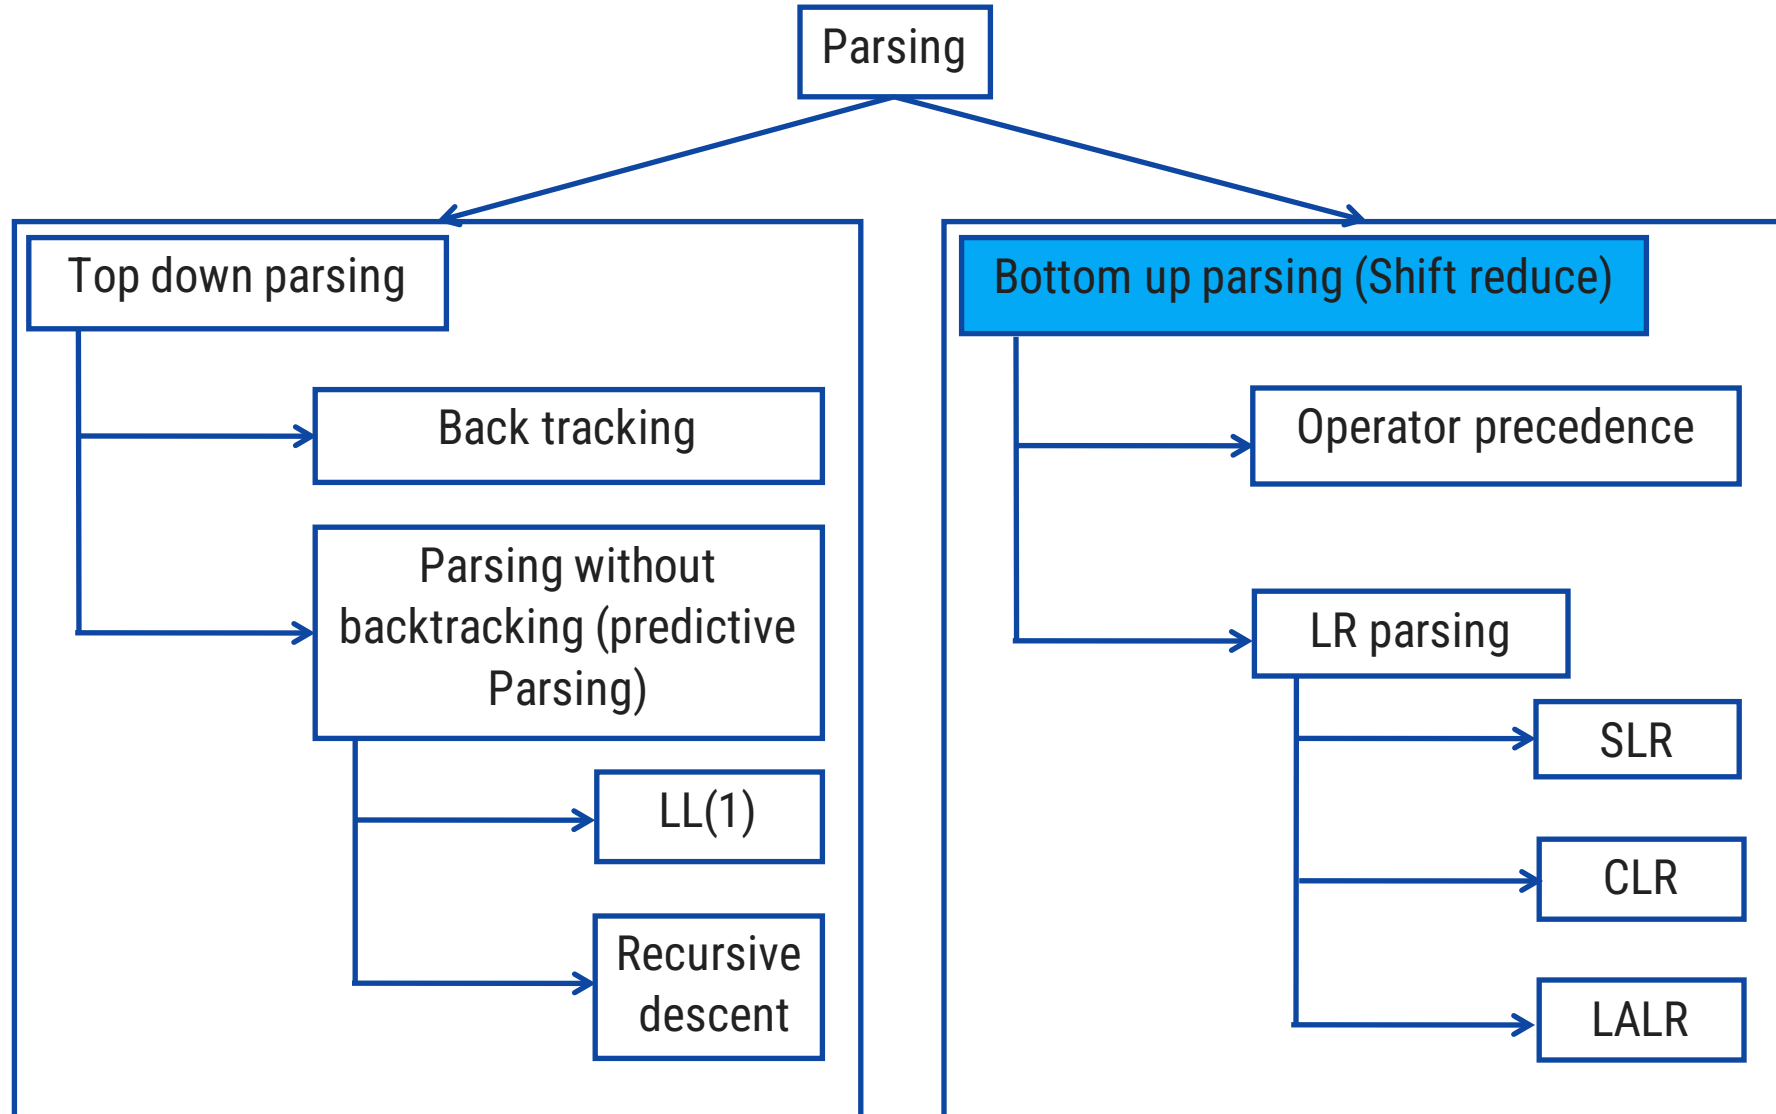 Parsing
Top down parsing
Back tracking
Parsing without
backtracking (predictive
Parsing)
LL(1)
Recursive
descent
Bottom up parsing (Shift reduce)
Operator precedence
LR parsing
SLR
CLR
LALR